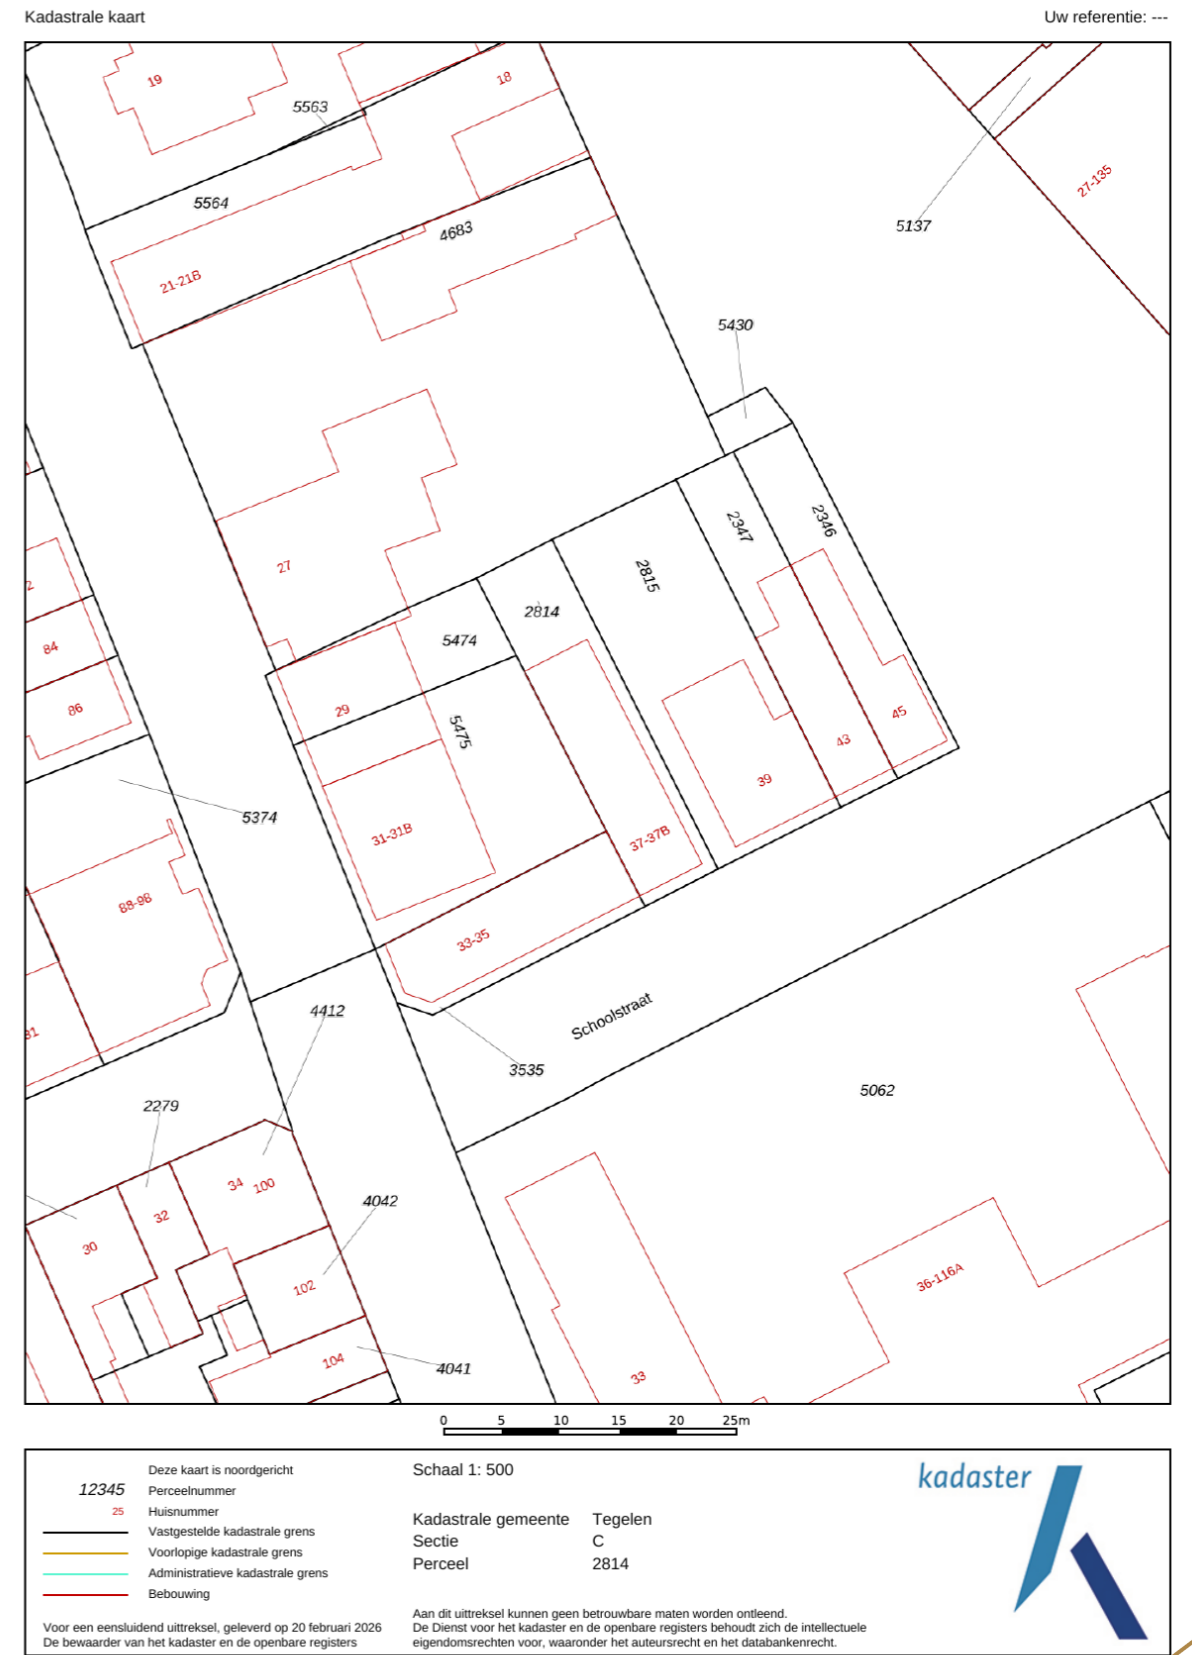 Kadastrale kaart
Uw referentie: ---
19
18
5563
27-135
5564
4683
5137
21-21B
5430
2347
2346
27
2815
2
2814
5474
84
29
86
5475
45
43
39
5374
31-31B
37-37B
88-98
33-35
4412
Schoolstraat
31
3535
5062
2279
34
100
4042
32
30
102
36-116A
104
4041
33
0 5 10 15 20 25m
Deze kaart is noordgericht
12345 Perceelnummer
25 Huisnummer
Vastgestelde kadastrale grens
Voorlopige kadastrale grens
Administratieve kadastrale grens
Bebouwing
Voor een eensluidend uittreksel, geleverd op 20 februari 2026
De bewaarder van het kadaster en de openbare registers
Schaal 1: 500
Kadastrale gemeente Tegelen
Sectie C
Perceel 2814
Aan dit uittreksel kunnen geen betrouwbare maten worden ontleend.
De Dienst voor het kadaster en de openbare registers behoudt zich de intellectuele
eigendomsrechten voor, waaronder het auteursrecht en het databankenrecht.
kadaster